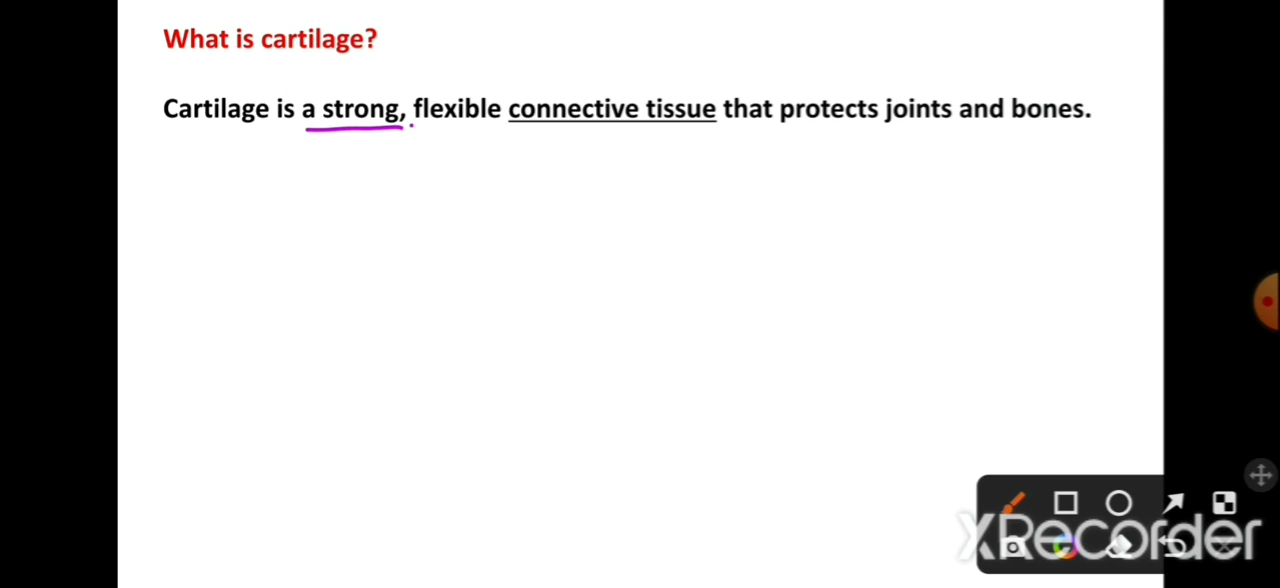 What is cartilage?
Cartilage is a strong, flexible connective tissue that protects joints and bones.
XRecorder